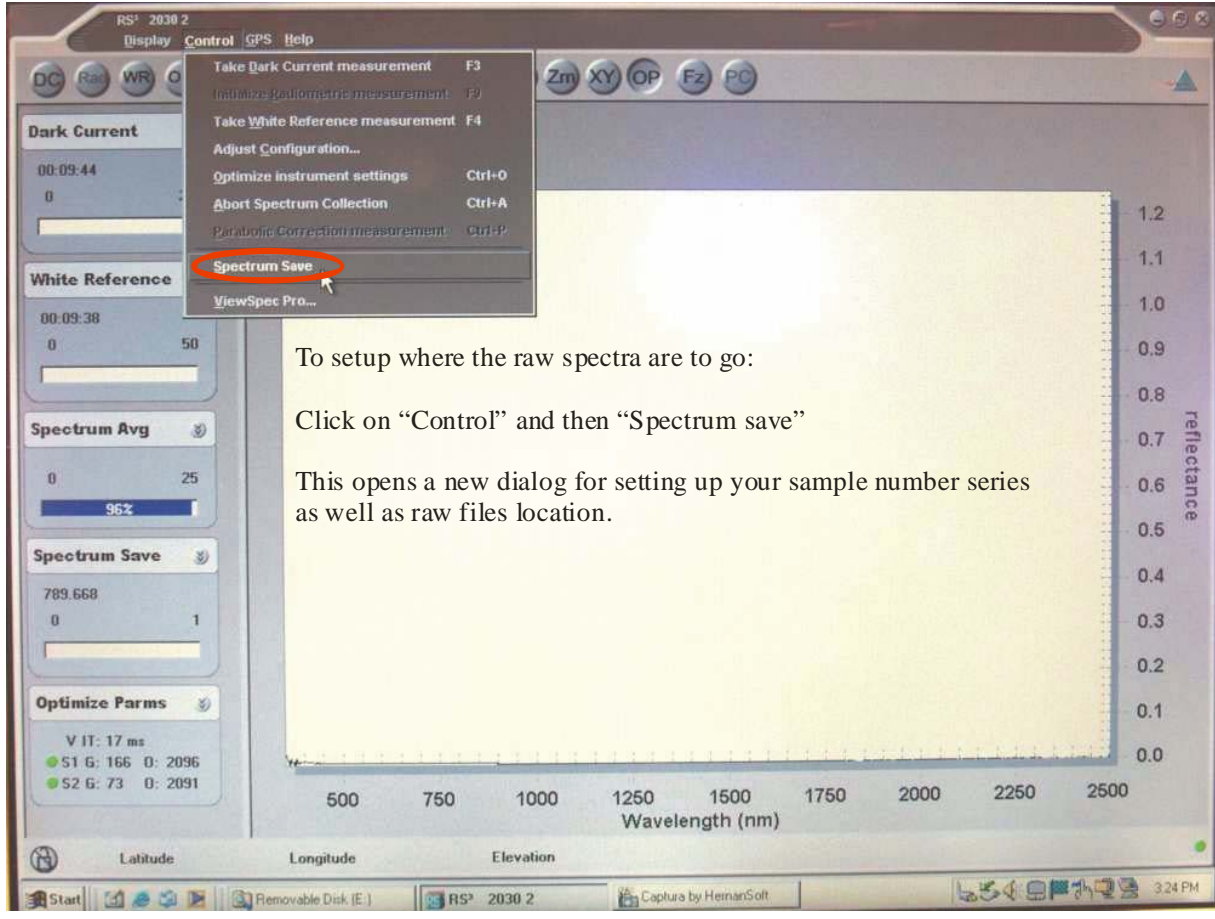 RS³ 2030 2
Display Control GPS Help
DC Rad WR O Zm XY OP Fz PC
Take Dark Current measurement F3
Initialize Radiometric measurement F9
Take White Reference measurement F4
Adjust Configuration...
Optimize instrument settings Ctrl+O
Abort Spectrum Collection Ctrl+A
Parabolic Correction measurement Ctrl+P
Spectrum Save
ViewSpec Pro...
Dark Current
00:09:44
0
White Reference
00:09:38
0 50
Spectrum Avg
0 25
96%
Spectrum Save
789.668
0 1
Optimize Parms
V IT: 17 ms
S1 G: 166 O: 2096
S2 G: 73 O: 2091
To setup where the raw spectra are to go:
Click on “Control” and then “Spectrum save”
This opens a new dialog for setting up your sample number series
as well as raw files location.
1.2
1.1
1.0
0.9
0.8
0.7
0.6
0.5
0.4
0.3
0.2
0.1
0.0
reflectance
500 750 1000 1250 1500 1750 2000 2250 2500
Wavelength (nm)
Latitude Longitude Elevation
Start Removable Disk (E:) RS³ 2030 2 Captura by HernanSoft 3:24 PM